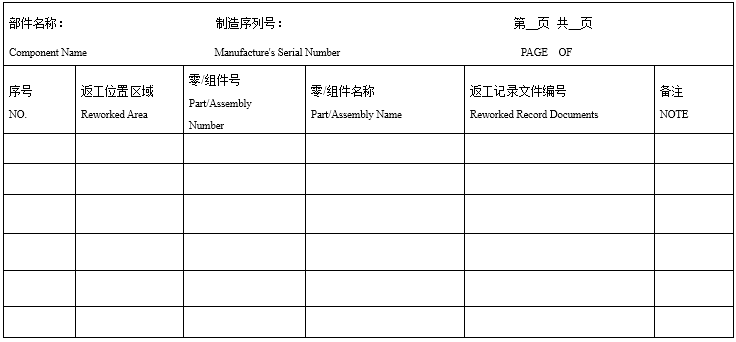 部件名称： 制造序列号： 第__页 共__页
Component Name Manufacture's Serial Number PAGE OF
序号 返工位置区域 零/组件号 零/组件名称 返工记录文件编号 备注
NO. Reworked Area Part/Assembly Number Part/Assembly Name Reworked Record Documents NOTE